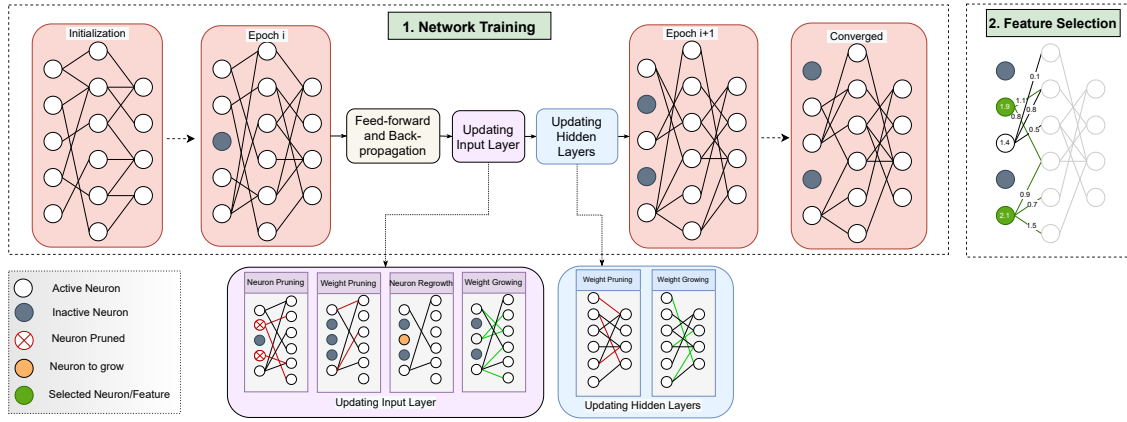 1. Network Training
2. Feature Selection
Initialization
Epoch i
Epoch i+1
Converged
Feed-forward
and Back-
propagation
Updating
Input Layer
Updating
Hidden
Layers
0.1
1.9
1.1
0.8
0.8
0.5
1.4
0.9
2.1
0.7
1.5
Active Neuron
Inactive Neuron
Neuron Pruned
Neuron to grow
Selected Neuron/Feature
Neuron Pruning
Weight Pruning
Neuron Regrowth
Weight Growing
Updating Input Layer
Weight Pruning
Weight Growing
Updating Hidden Layers